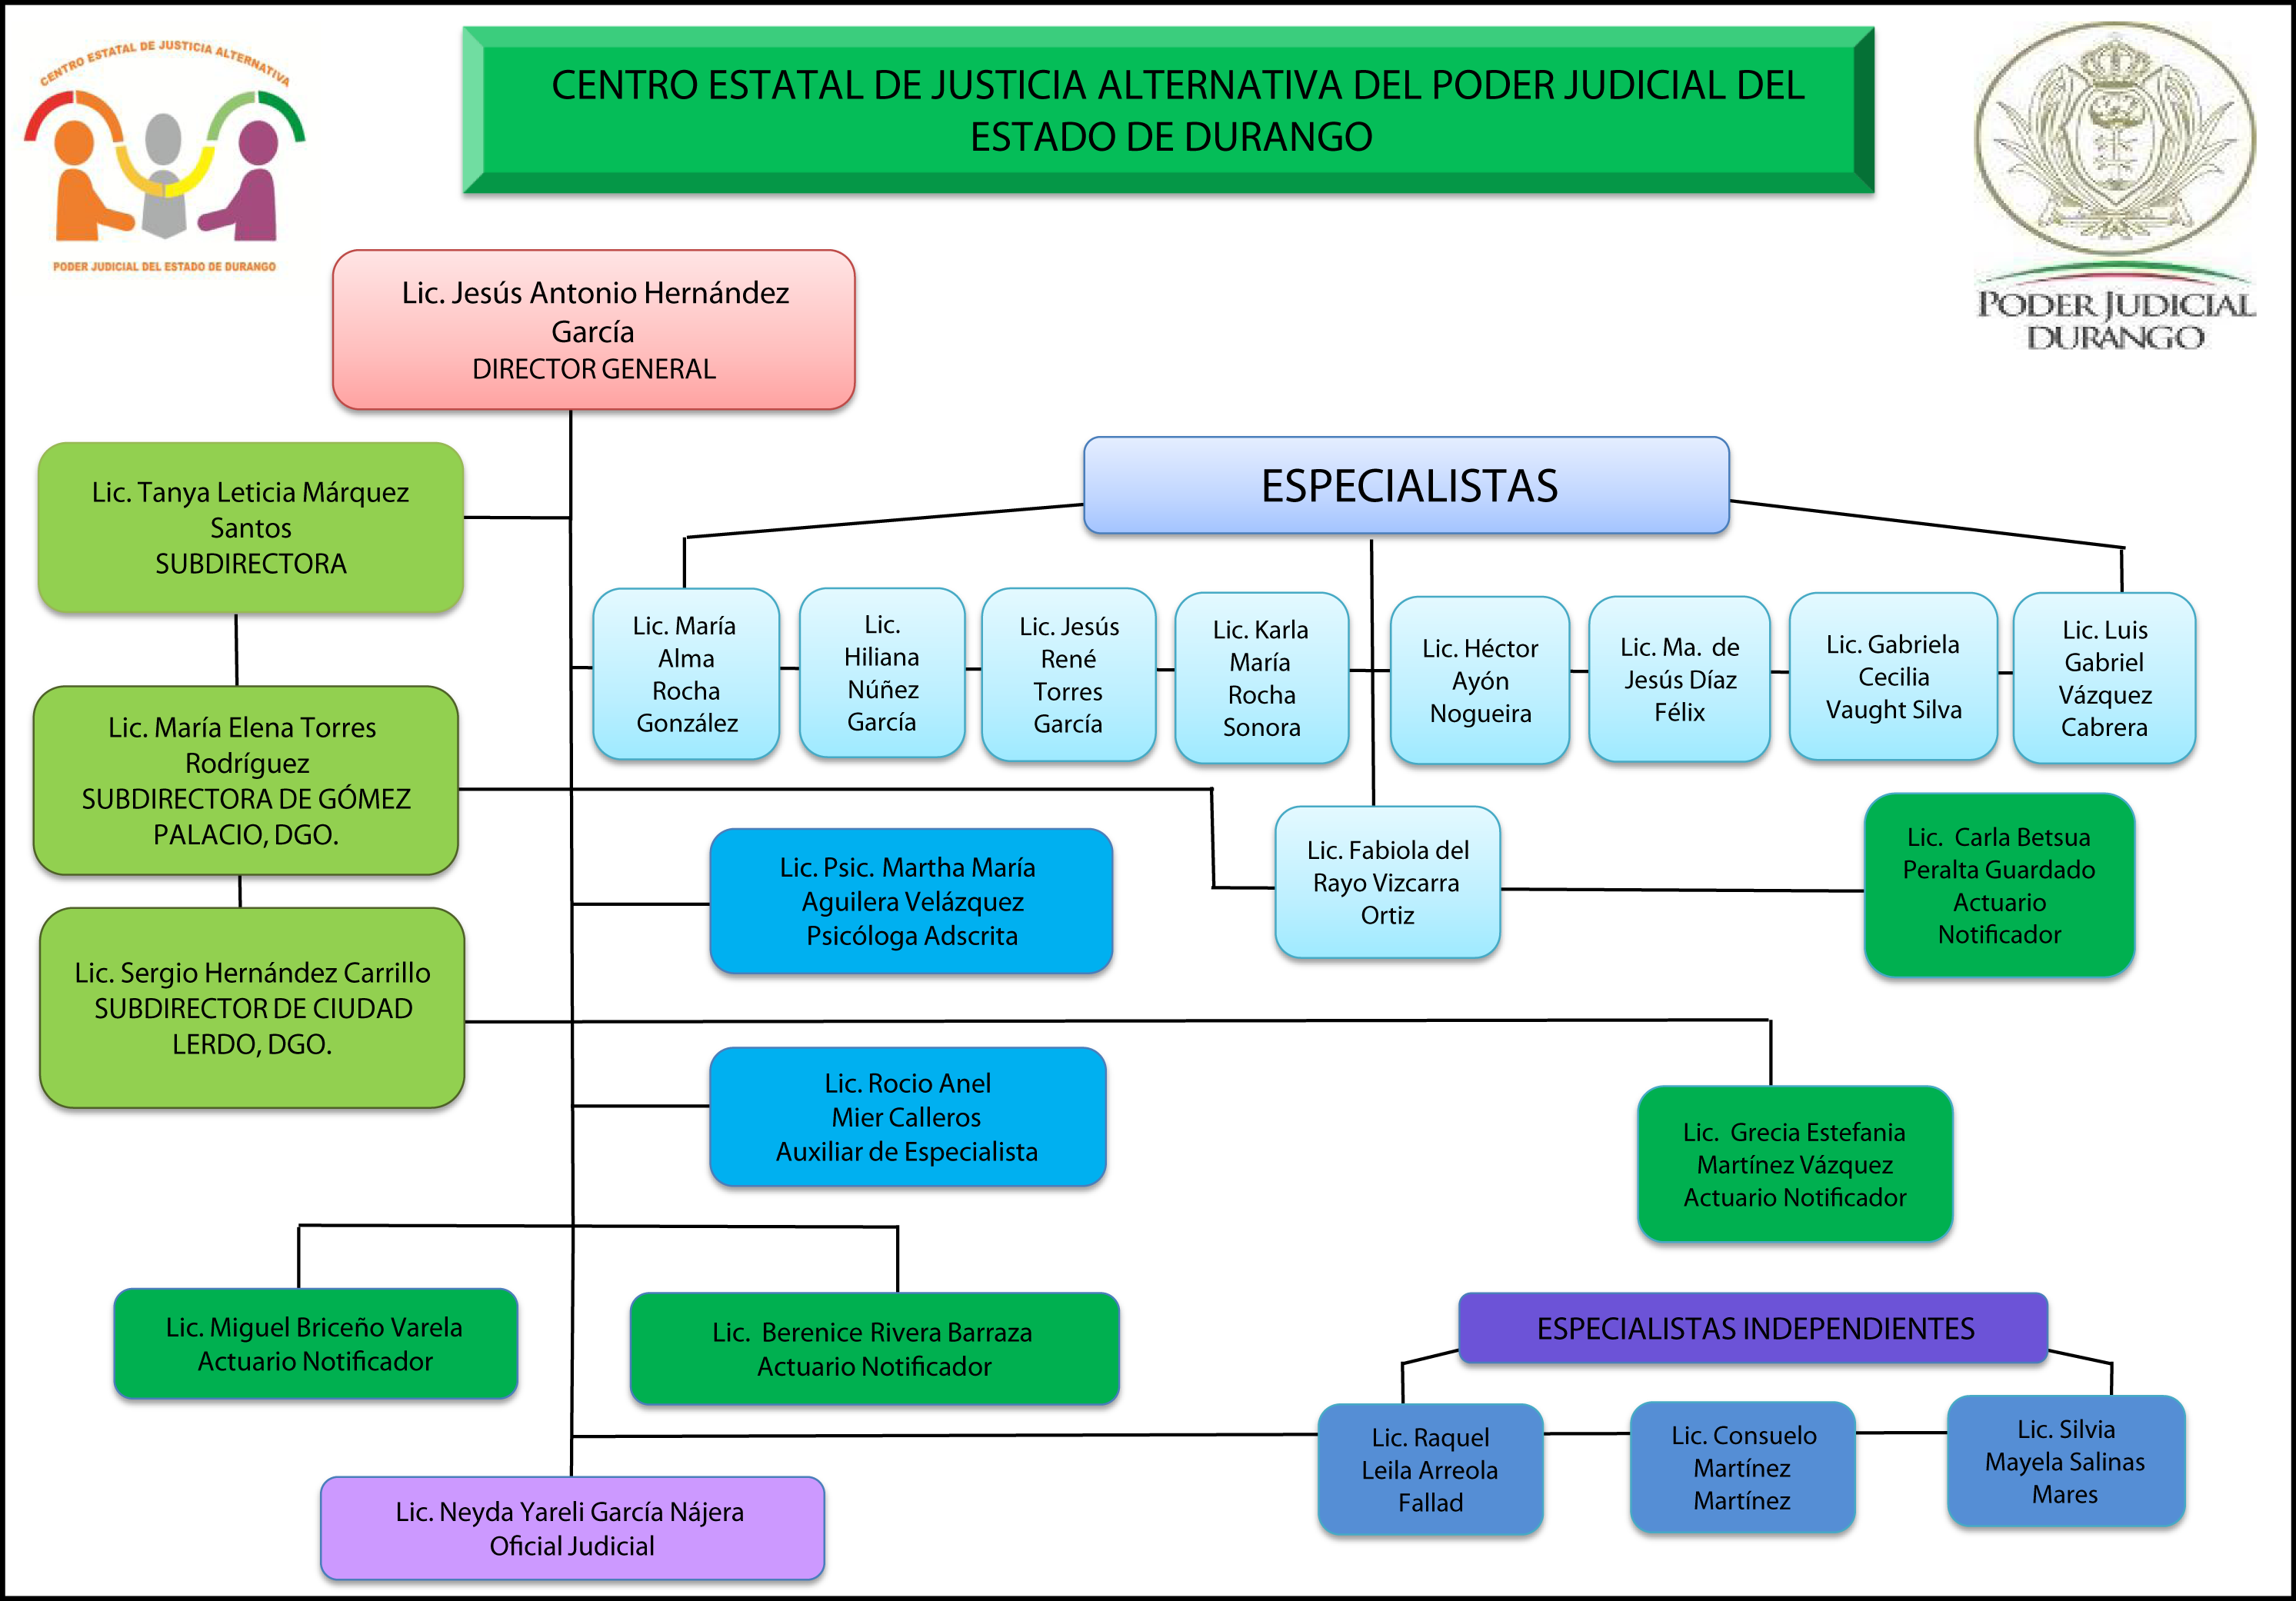 CENTRO ESTATAL DE JUSTICIA ALTERNATIVA
PODER JUDICIAL DEL ESTADO DE DURANGO
CENTRO ESTATAL DE JUSTICIA ALTERNATIVA DEL PODER JUDICIAL DEL
ESTADO DE DURANGO
PODER JUDICIAL
DURANGO
Lic. Jesús Antonio Hernández
García
DIRECTOR GENERAL
Lic. Tanya Leticia Márquez
Santos
SUBDIRECTORA
ESPECIALISTAS
Lic. María
Alma
Rocha
González
Lic.
Hiliana
Núñez
García
Lic. Jesús
René
Torres
García
Lic. Karla
María
Rocha
Sonora
Lic. Héctor
Ayón
Nogueira
Lic. Ma. de
Jesús Díaz
Félix
Lic. Gabriela
Cecilia
Vaught Silva
Lic. Luis
Gabriel
Vázquez
Cabrera
Lic. María Elena Torres
Rodríguez
SUBDIRECTORA DE GÓMEZ
PALACIO, DGO.
Lic. Psic. Martha María
Aguilera Velázquez
Psicóloga Adscrita
Lic. Fabiola del
Rayo Vizcarra
Ortiz
Lic. Carla Betsua
Peralta Guardado
Actuario
Notificador
Lic. Sergio Hernández Carrillo
SUBDIRECTOR DE CIUDAD
LERDO, DGO.
Lic. Rocio Anel
Mier Calleros
Auxiliar de Especialista
Lic. Grecia Estefania
Martínez Vázquez
Actuario Notificador
Lic. Miguel Briceño Varela
Actuario Notificador
Lic. Berenice Rivera Barraza
Actuario Notificador
ESPECIALISTAS INDEPENDIENTES
Lic. Raquel
Leila Arreola
Fallad
Lic. Consuelo
Martínez
Martínez
Lic. Silvia
Mayela Salinas
Mares
Lic. Neyda Yareli García Nájera
Oficial Judicial